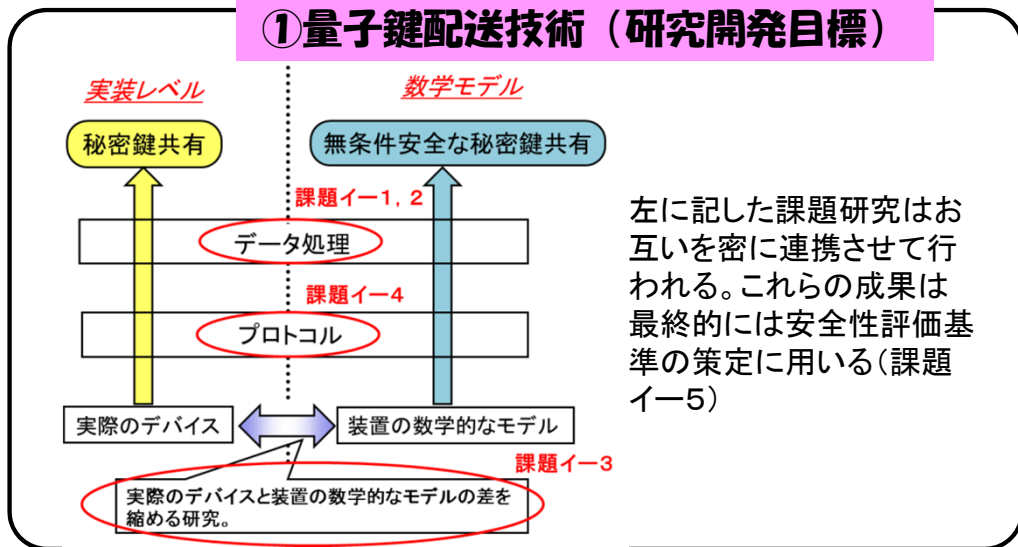 ①量子鍵配送技術（研究開発目標）
実装レベル
数学モデル
秘密鍵共有
無条件安全な秘密鍵共有
課題イー１，２
データ処理
課題イー４
プロトコル
実際のデバイス
装置の数学的なモデル
課題イー３
実際のデバイスと装置の数学的なモデルの差を
縮める研究。
左に記した課題研究はお
互いを密に連携させて行
われる。これらの成果は
最終的には安全性評価基
準の策定に用いる（課題
イー５）